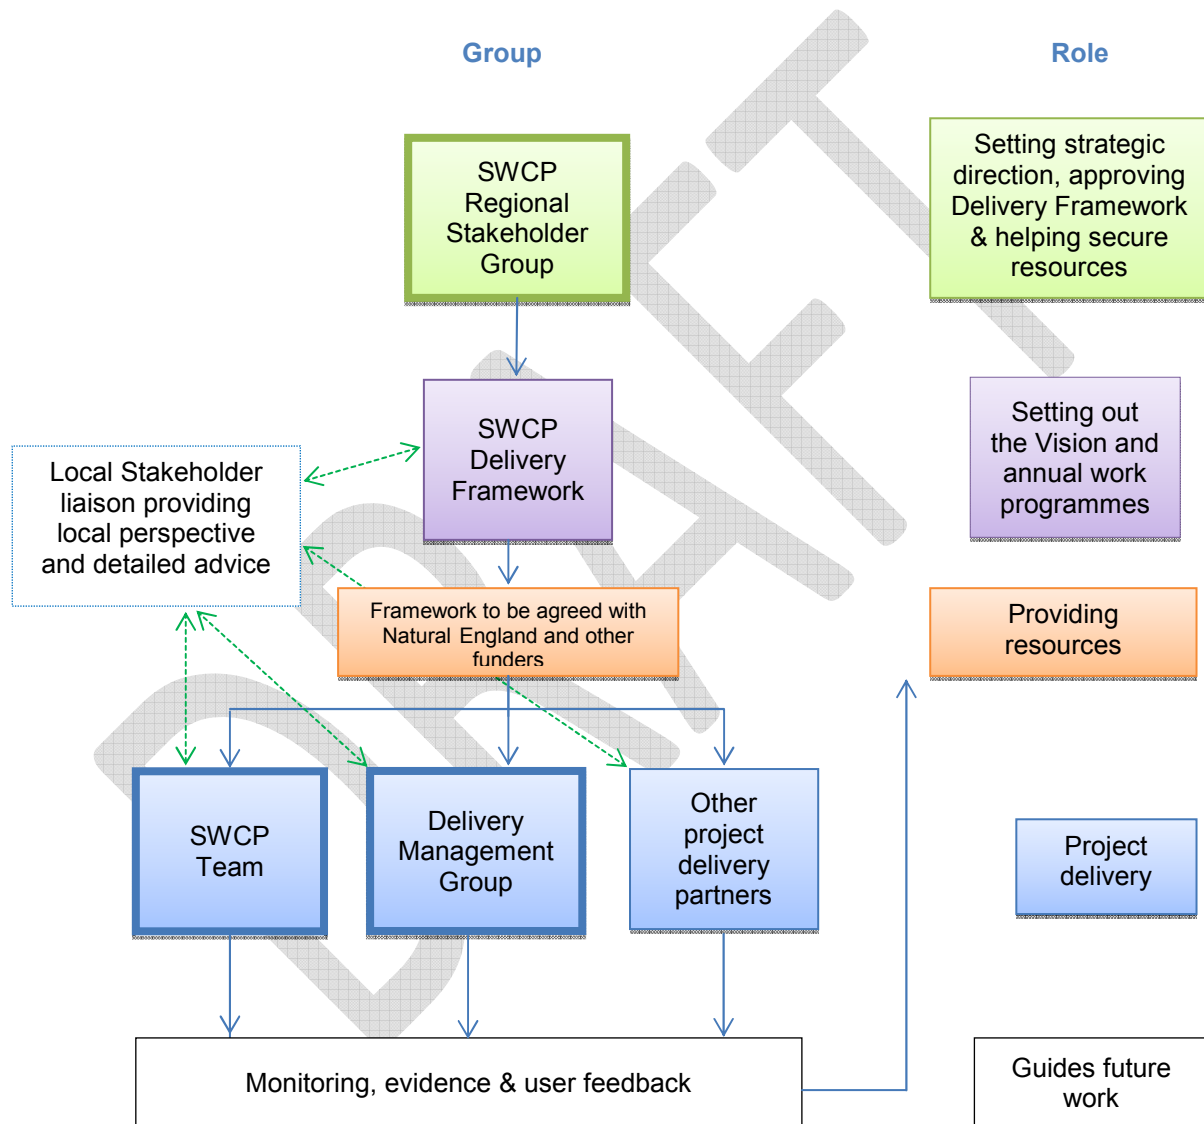 Group
Role
SWCP
Regional
Stakeholder
Group
Setting strategic
direction, approving
Delivery Framework
& helping secure
resources
SWCP
Delivery
Framework
Setting out
the Vision and
annual work
programmes
Local Stakeholder
liaison providing
local perspective
and detailed advice
Framework to be agreed with
Natural England and other
funders
Providing
resources
SWCP
Team
Delivery
Management
Group
Other
project
delivery
partners
Project
delivery
Monitoring, evidence & user feedback
Guides future
work
DRAFT